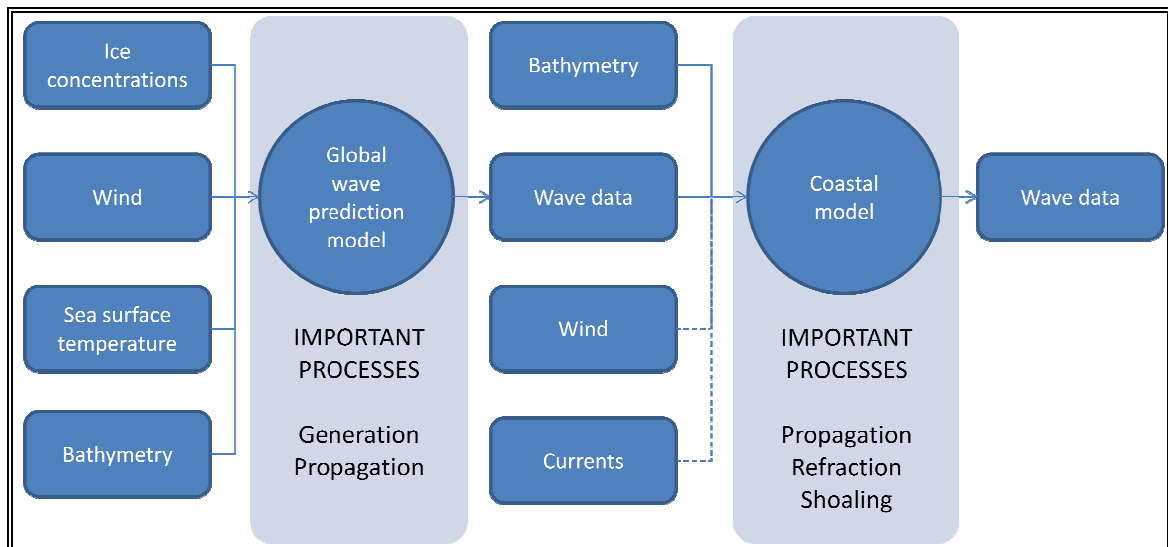 Ice
concentrations
Wind
Sea surface
temperature
Bathymetry
Global
wave
prediction
model
IMPORTANT
PROCESSES
Generation
Propagation
Bathymetry
Wave data
Wind
Currents
Coastal
model
IMPORTANT
PROCESSES
Propagation
Refraction
Shoaling
Wave data